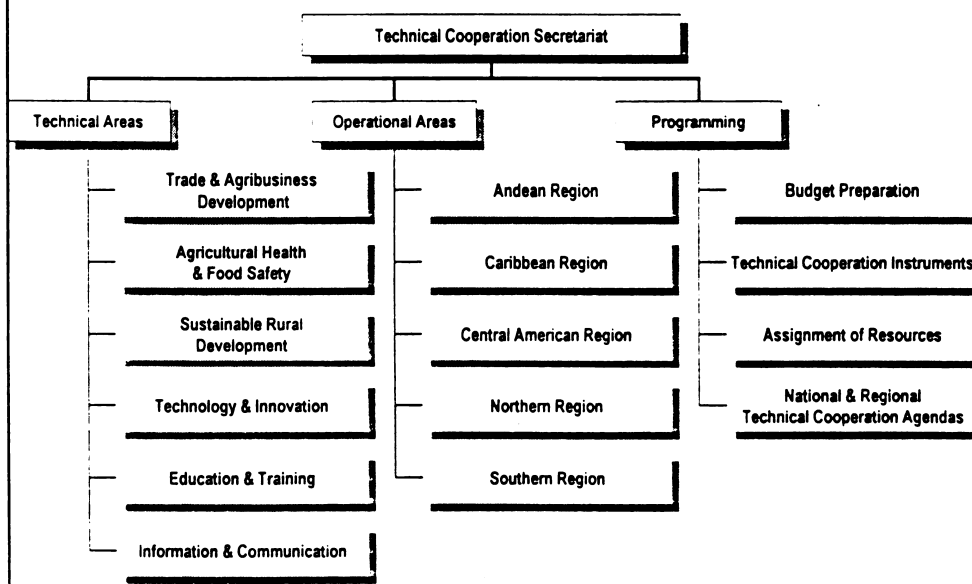 Technical Cooperation Secretariat
Technical Areas
Trade & Agribusiness
Development
Agricultural Health
& Food Safety
Sustainable Rural
Development
Technology & Innovation
Education & Training
Information & Communication
Operational Areas
Andean Region
Caribbean Region
Central American Region
Northern Region
Southern Region
Programming
Budget Preparation
Technical Cooperation Instruments
Assignment of Resources
National & Regional
Technical Cooperation Agendas